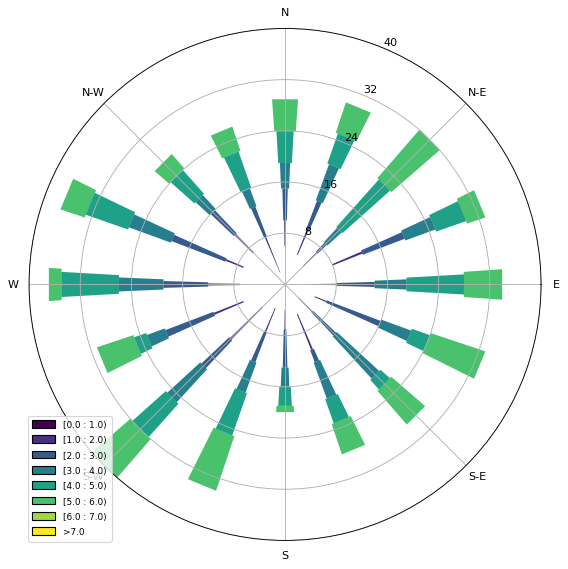 N
40
N-W
32
N-E
24
16
8
W
E
[0.0 : 1.0)
[1.0 : 2.0)
[2.0 : 3.0)
[3.0 : 4.0)
[4.0 : 5.0)
[5.0 : 6.0)
[6.0 : 7.0)
>7.0
S-W
S-E
S